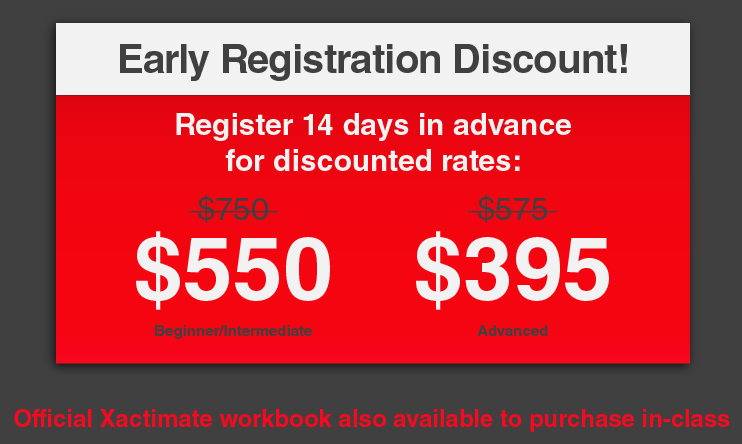 Early Registration Discount!
Register 14 days in advance
for discounted rates:
$750 $575
$550 $395
Beginner/Intermediate Advanced
Official Xactimate workbook also available to purchase in-class